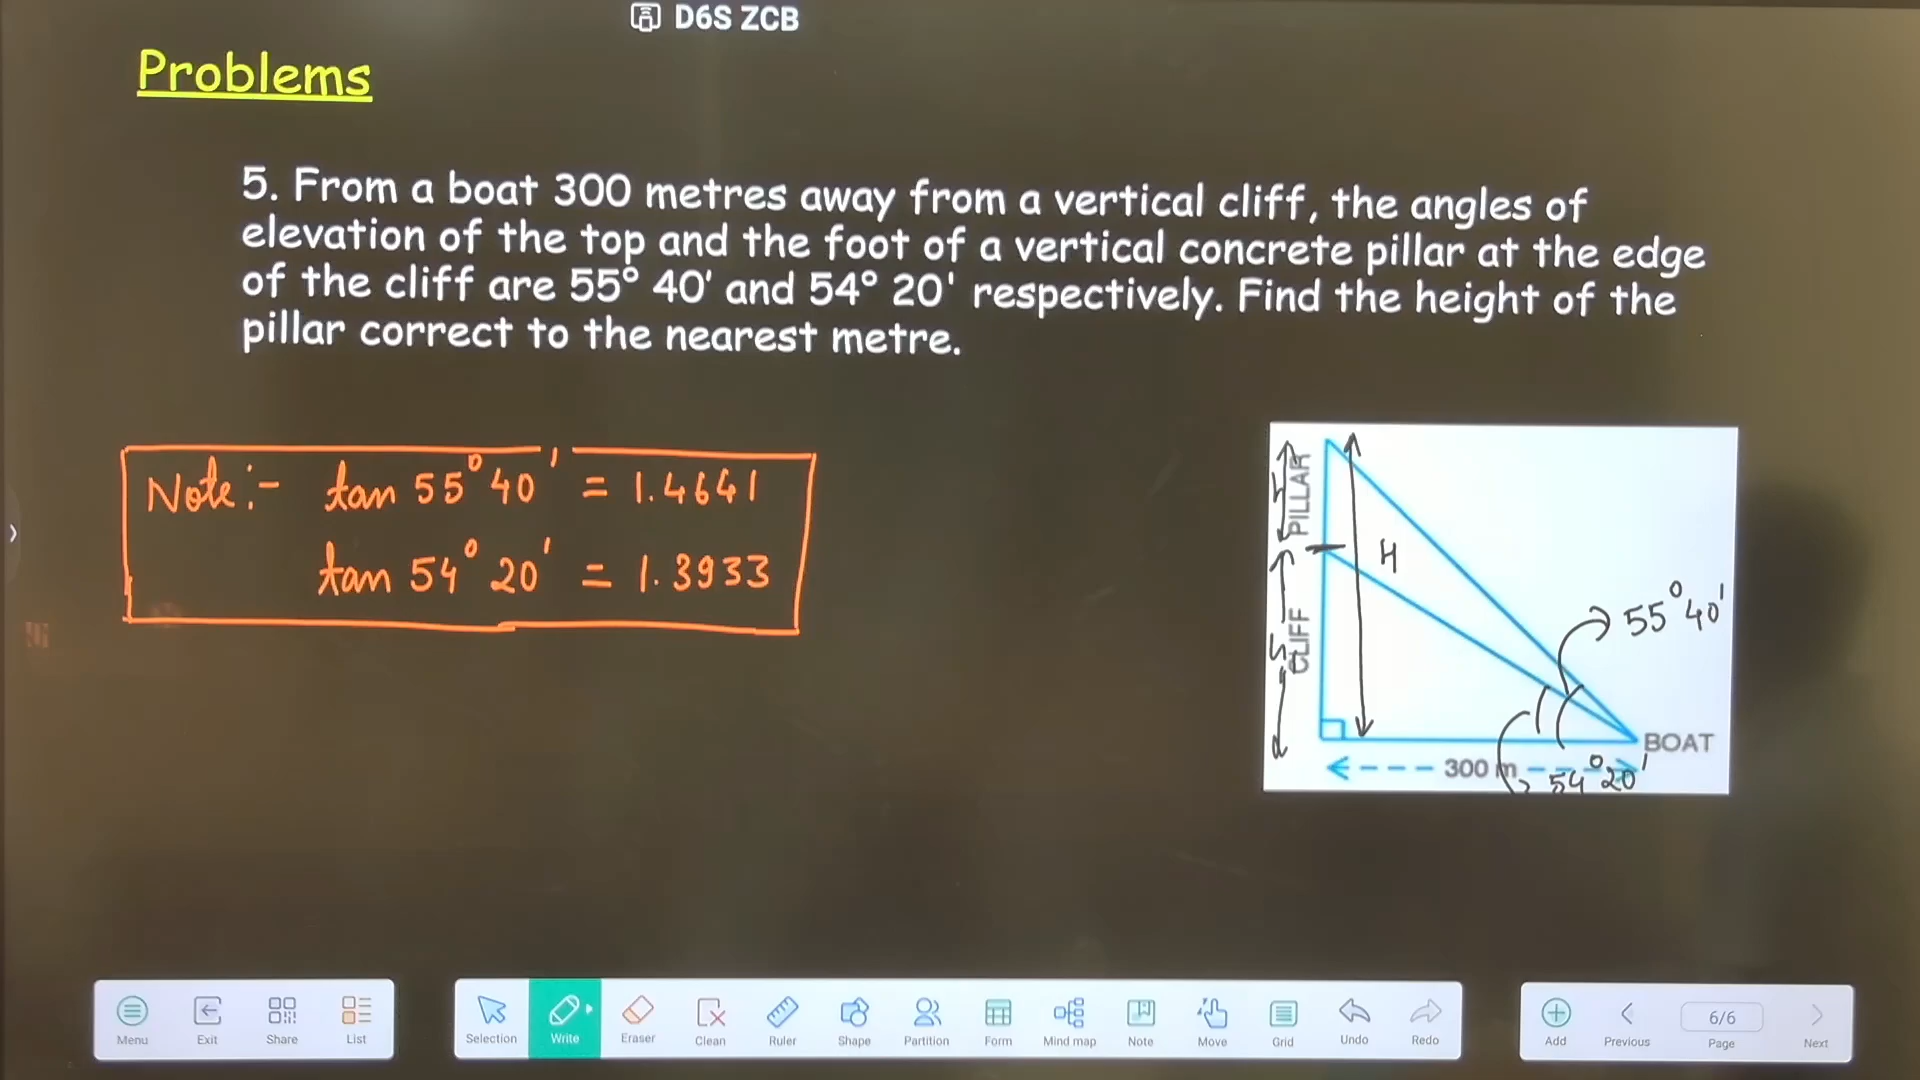 D6S ZCB
Problems
5. From a boat 300 metres away from a vertical cliff, the angles of
elevation of the top and the foot of a vertical concrete pillar at the edge
of the cliff are 55° 40' and 54° 20' respectively. Find the height of the
pillar correct to the nearest metre.
Note:- tan 55° 40' = 1.4641
tan 54° 20' = 1.3933
h
PILLAR
H
CLIFF
55° 40'
BOAT
300 m
54° 20'
Menu Exit Share List
Selection Write Eraser Clean Ruler Shape Partition Form Mind map Note Move Grid Undo Redo
Add Previous 6/6 Page Next